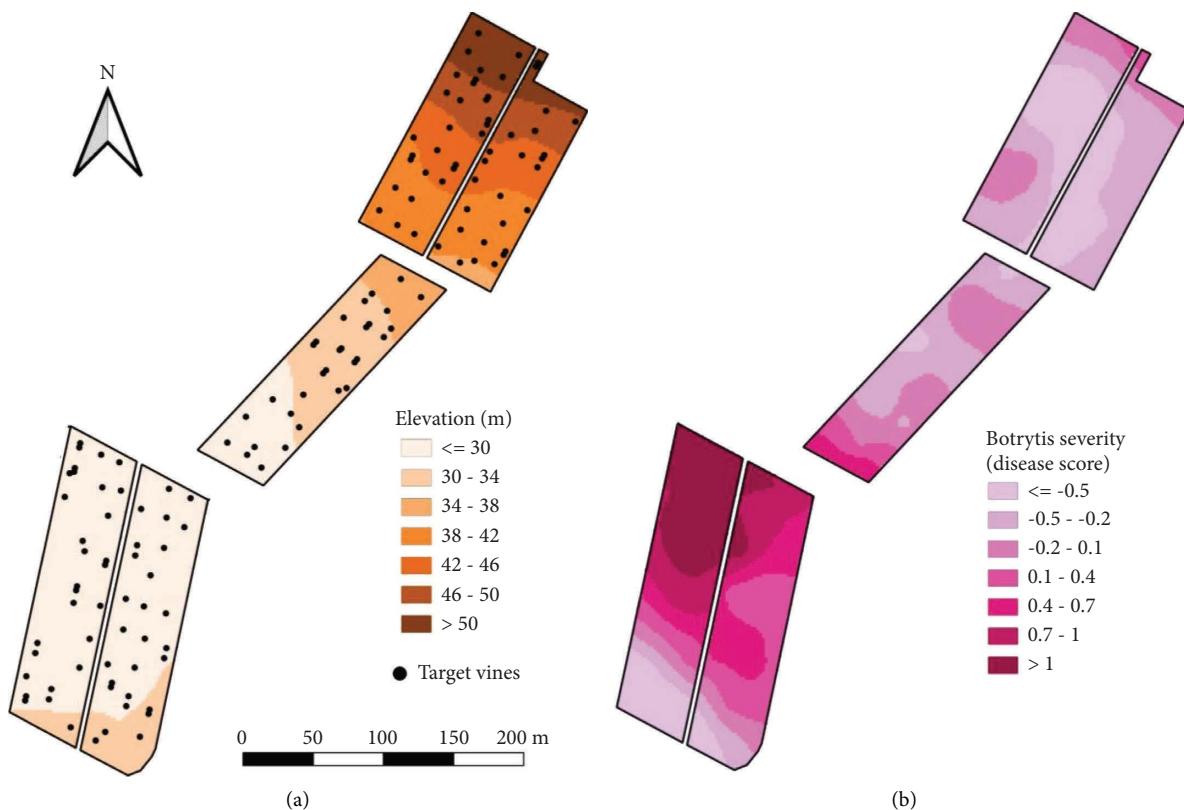 N
Elevation (m)
<= 30
30 - 34
34 - 38
38 - 42
42 - 46
46 - 50
> 50
Target vines
0 50 100 150 200 m
(a)
Botrytis severity
(disease score)
<= -0.5
-0.5 - -0.2
-0.2 - 0.1
0.1 - 0.4
0.4 - 0.7
0.7 - 1
> 1
(b)